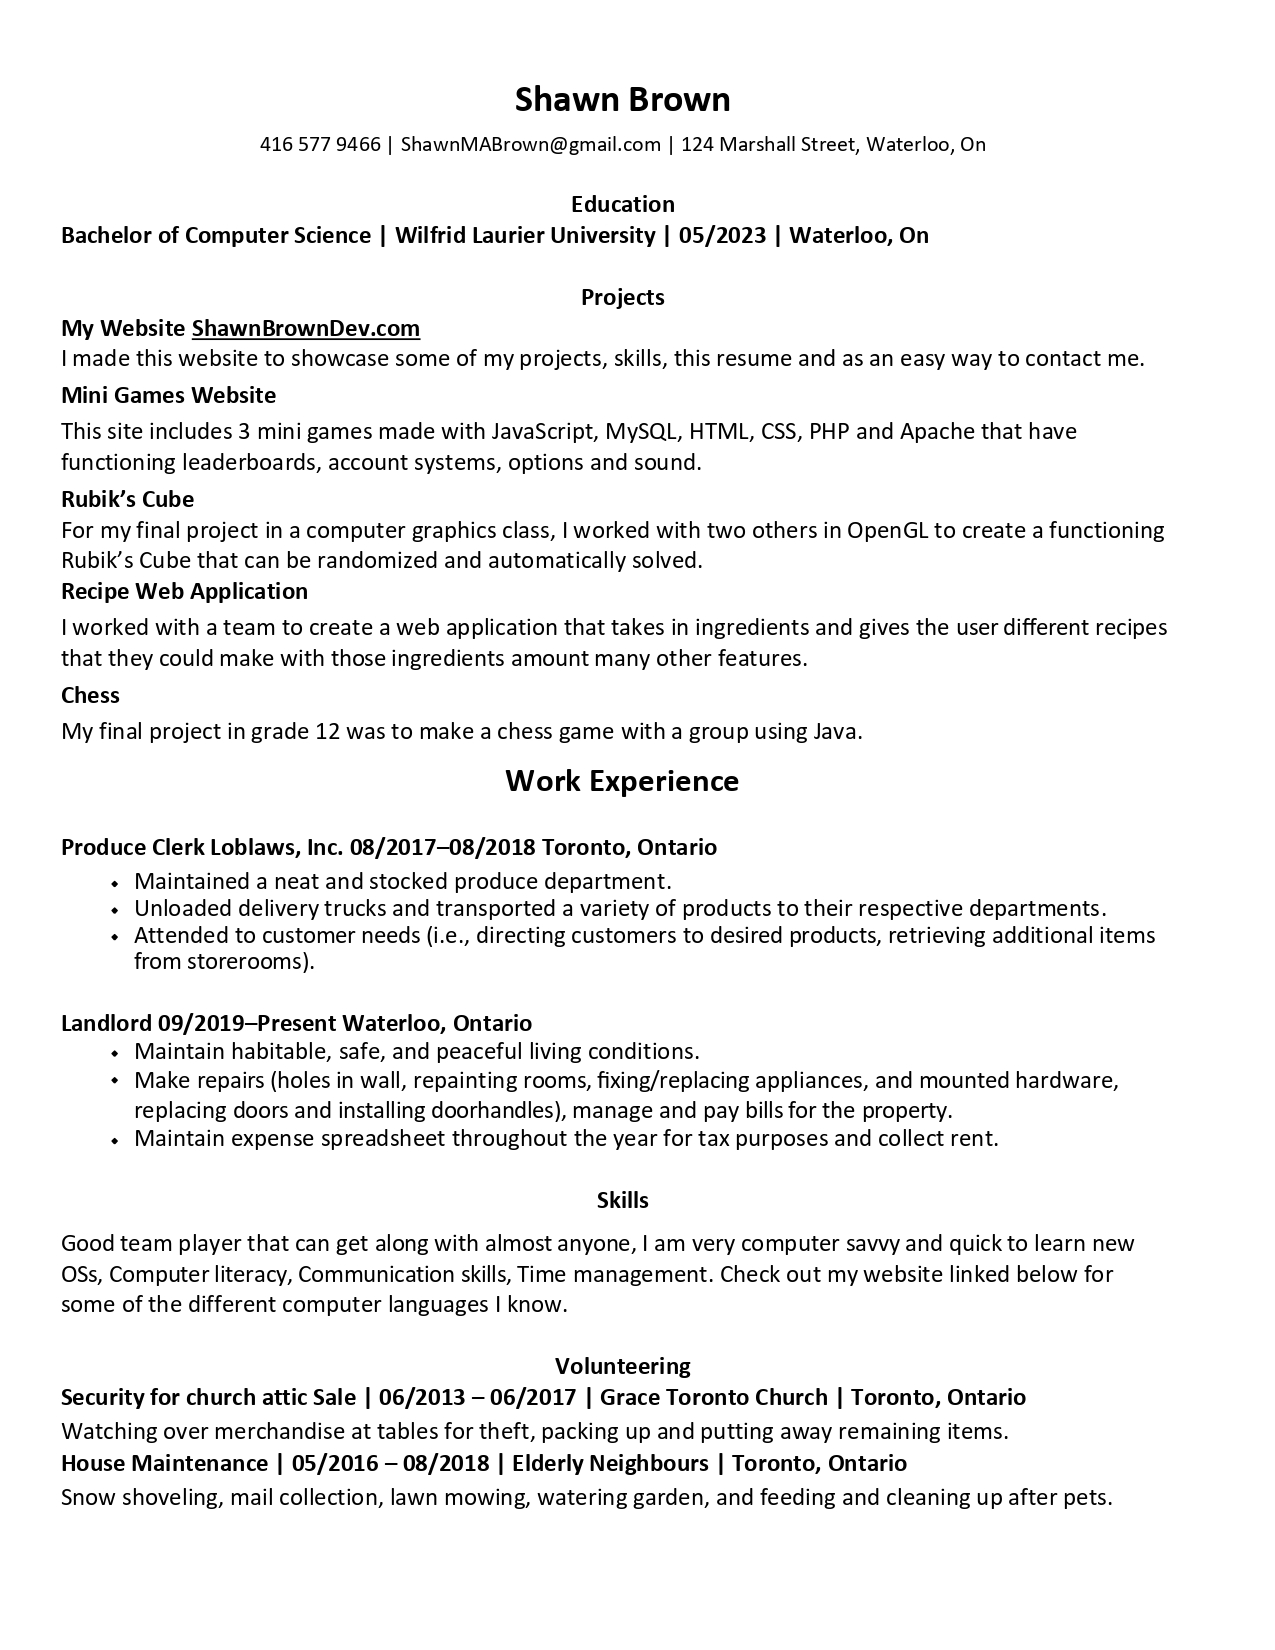 Shawn Brown
416 577 9466 | ShawnMABrown@gmail.com | 124 Marshall Street, Waterloo, On
Education
Bachelor of Computer Science | Wilfrid Laurier University | 05/2023 | Waterloo, On
Projects
My Website ShawnBrownDev.com
I made this website to showcase some of my projects, skills, this resume and as an easy way to contact me.
Mini Games Website
This site includes 3 mini games made with JavaScript, MySQL, HTML, CSS, PHP and Apache that have
functioning leaderboards, account systems, options and sound.
Rubik’s Cube
For my final project in a computer graphics class, I worked with two others in OpenGL to create a functioning
Rubik’s Cube that can be randomized and automatically solved.
Recipe Web Application
I worked with a team to create a web application that takes in ingredients and gives the user different recipes
that they could make with those ingredients amount many other features.
Chess
My final project in grade 12 was to make a chess game with a group using Java.
Work Experience
Produce Clerk Loblaws, Inc. 08/2017–08/2018 Toronto, Ontario
• Maintained a neat and stocked produce department.
• Unloaded delivery trucks and transported a variety of products to their respective departments.
• Attended to customer needs (i.e., directing customers to desired products, retrieving additional items
from storerooms).
Landlord 09/2019–Present Waterloo, Ontario
• Maintain habitable, safe, and peaceful living conditions.
• Make repairs (holes in wall, repainting rooms, fixing/replacing appliances, and mounted hardware,
replacing doors and installing doorhandles), manage and pay bills for the property.
• Maintain expense spreadsheet throughout the year for tax purposes and collect rent.
Skills
Good team player that can get along with almost anyone, I am very computer savvy and quick to learn new
OSs, Computer literacy, Communication skills, Time management. Check out my website linked below for
some of the different computer languages I know.
Volunteering
Security for church attic Sale | 06/2013 – 06/2017 | Grace Toronto Church | Toronto, Ontario
Watching over merchandise at tables for theft, packing up and putting away remaining items.
House Maintenance | 05/2016 – 08/2018 | Elderly Neighbours | Toronto, Ontario
Snow shoveling, mail collection, lawn mowing, watering garden, and feeding and cleaning up after pets.